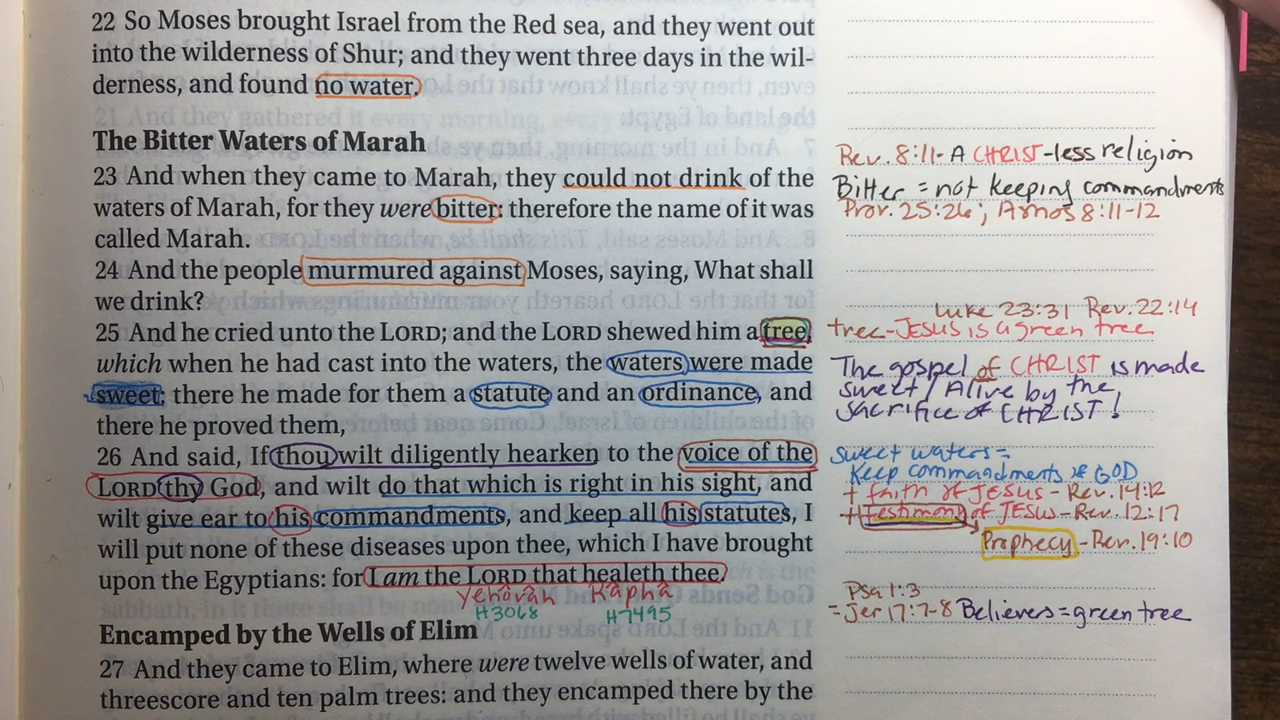 22 So Moses brought Israel from the Red sea, and they went out
into the wilderness of Shur; and they went three days in the wil-
derness, and found no water.
The Bitter Waters of Marah
23 And when they came to Marah, they could not drink of the
waters of Marah, for they were bitter: therefore the name of it was
called Marah.
24 And the people murmured against Moses, saying, What shall
we drink?
25 And he cried unto the LORD; and the LORD shewed him a tree,
which when he had cast into the waters, the waters were made
sweet: there he made for them a statute and an ordinance, and
there he proved them,
26 And said, If thou wilt diligently hearken to the voice of the
LORD thy God, and wilt do that which is right in his sight, and
wilt give ear to his commandments, and keep all his statutes, I
will put none of these diseases upon thee, which I have brought
upon the Egyptians: for I am the LORD that healeth thee.
Yehôvâh Râphâ
H3068 H7495
Encamped by the Wells of Elim
27 And they came to Elim, where were twelve wells of water, and
threescore and ten palm trees: and they encamped there by the
Rev. 8:11- A CHRIST-less religion
Bitter = not keeping commandments
Prov. 25:26; Amos 8:11-12
Luke 23:31 Rev. 22:14
tree-JESUS is a green tree
The gospel of CHRIST is made
sweet/Alive by the
sacrifice of CHRIST!
sweet waters=
Keep commandments of GOD
+ faith of JESUS - Rev. 14:12
+ Testimony of JESUS - Rev. 12:17
Prophecy - Rev. 19:10
Psa 1:3
= Jer 17:7-8 Believers = green tree